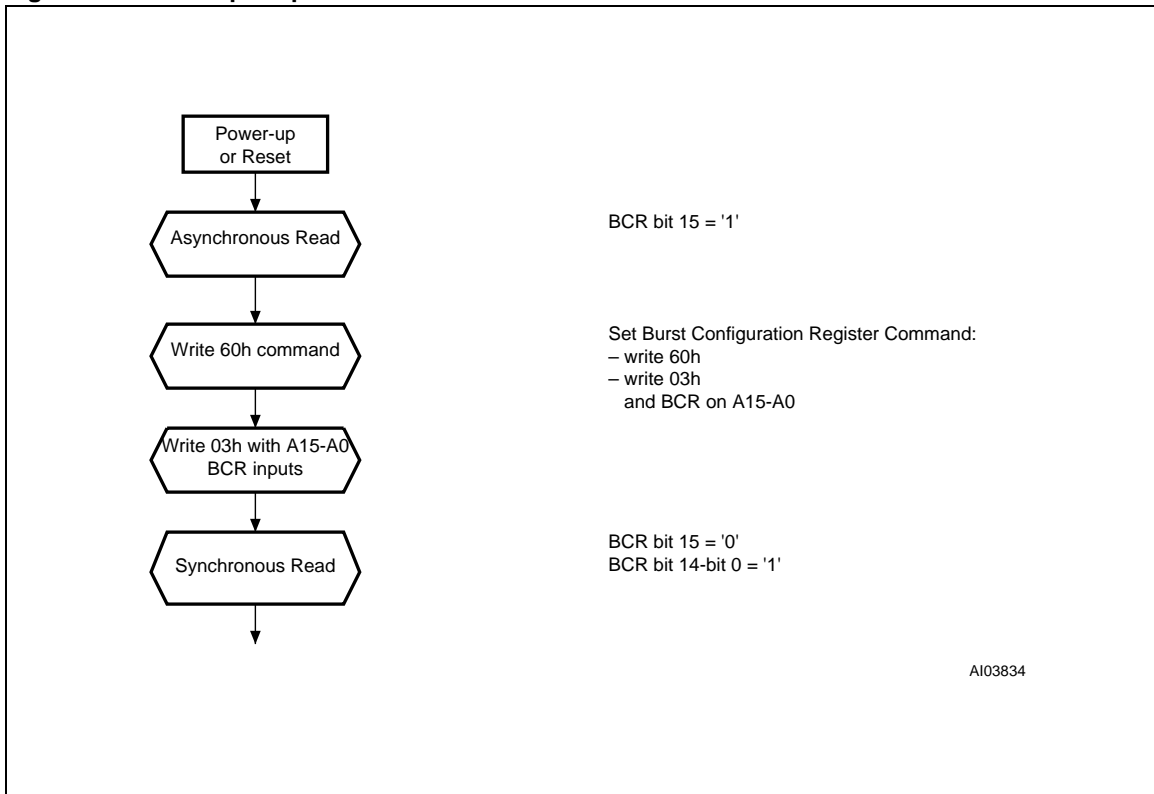 Power-up
or Reset
Asynchronous Read
BCR bit 15 = '1'
Write 60h command
Set Burst Configuration Register Command:
– write 60h
– write 03h
and BCR on A15-A0
Write 03h with A15-A0
BCR inputs
Synchronous Read
BCR bit 15 = '0'
BCR bit 14-bit 0 = '1'
AI03834